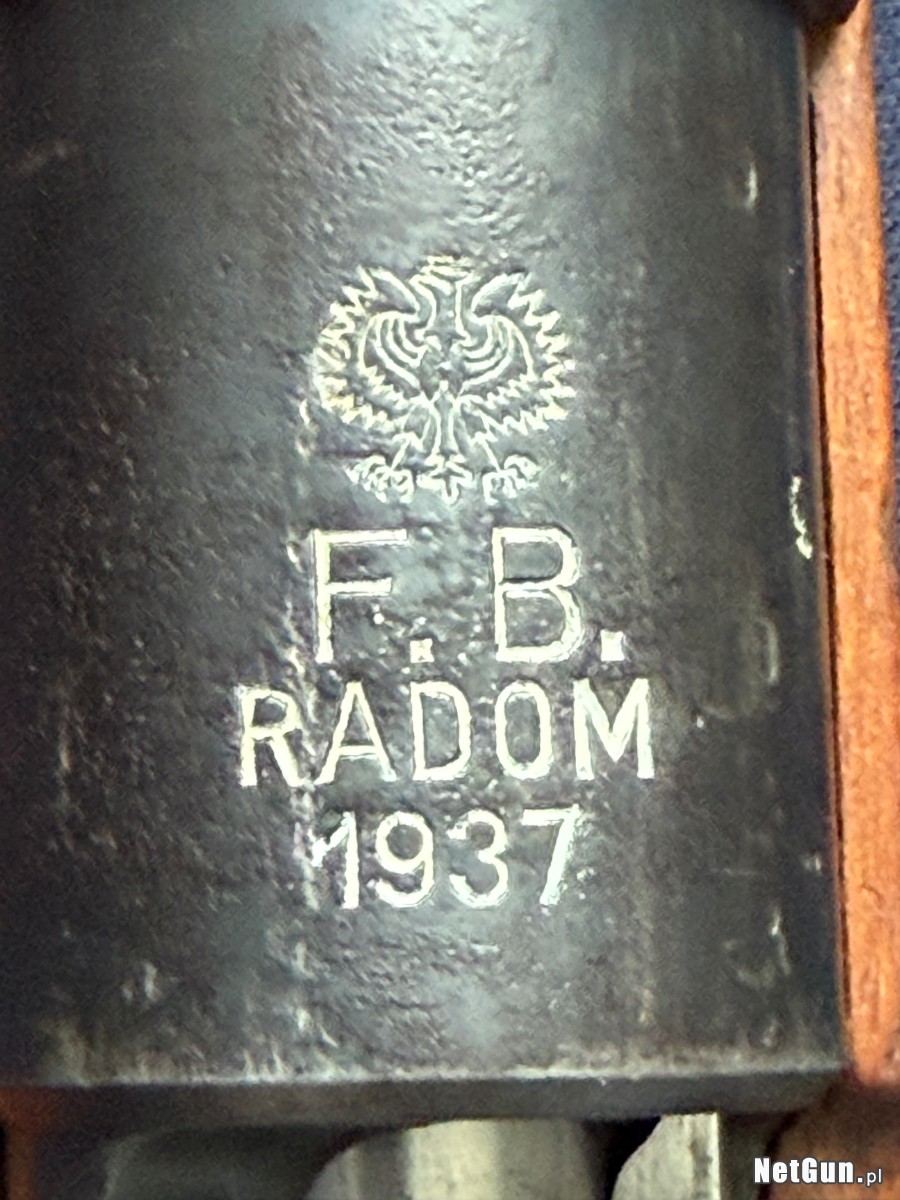 F. B.
RADOM
1937
NetGun.pl